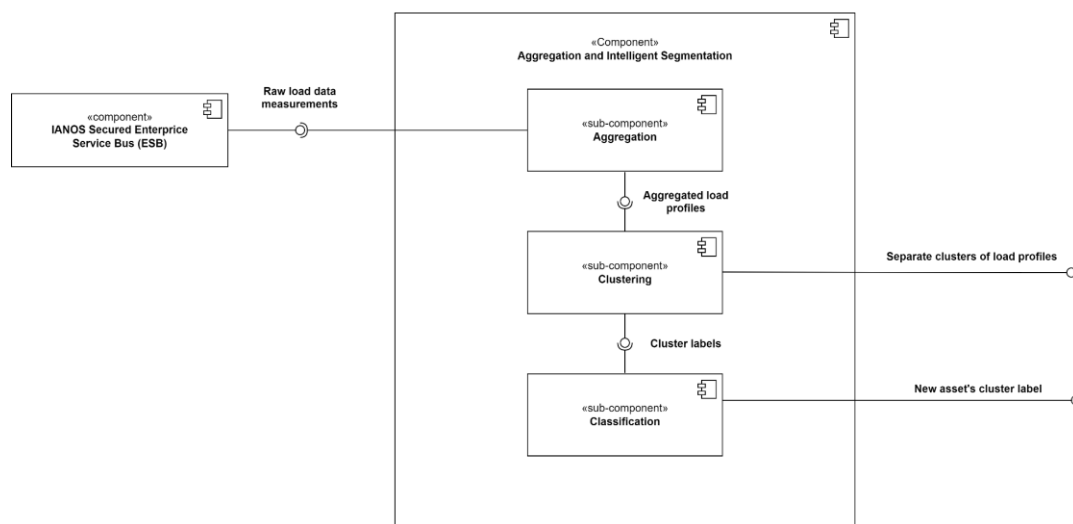 «Component»
Aggregation and Intelligent Segmentation
Raw load data
measurements
«component»
IANOS Secured Enterprice
Service Bus (ESB)
«sub-component»
Aggregation
Aggregated load
profiles
«sub-component»
Clustering
Separate clusters of load profiles
Cluster labels
«sub-component»
Classification
New asset's cluster label